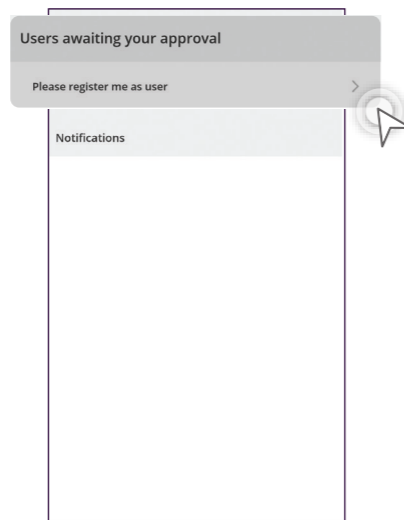 Users awaiting your approval
Please register me as user
Notifications